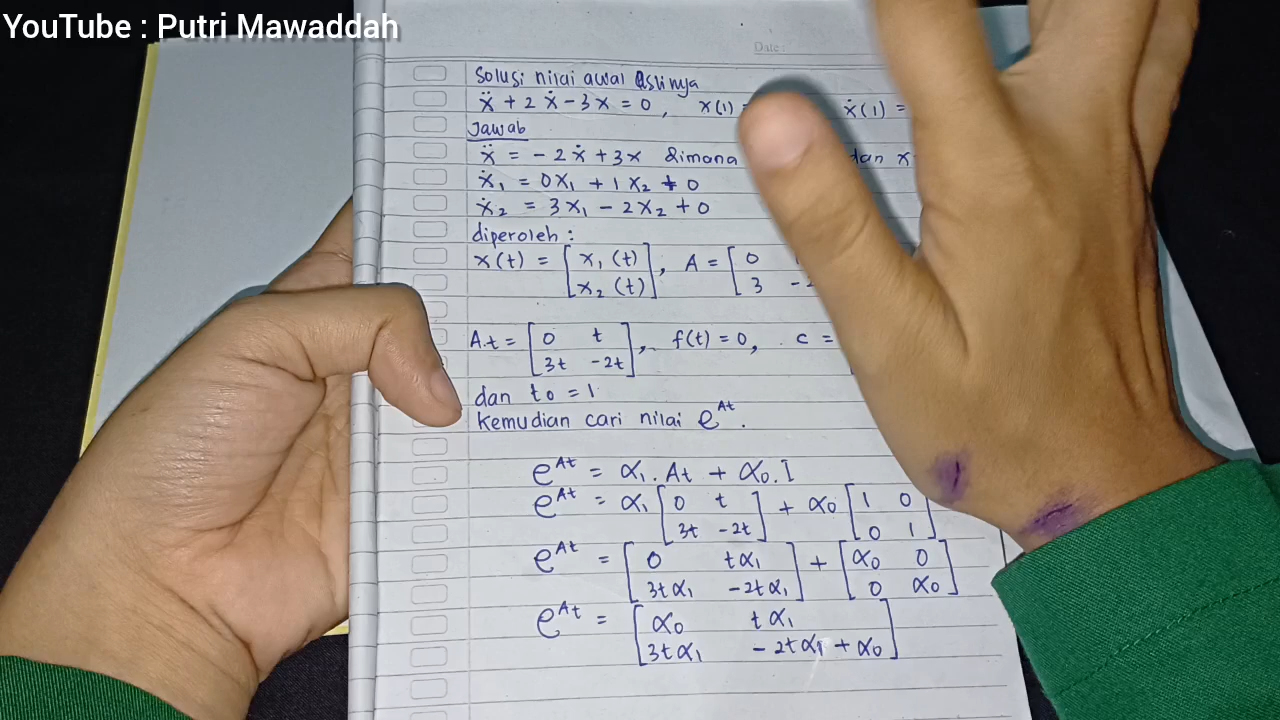 YouTube : Putri Mawaddah
Date:
Solusi nilai awal aslinya
ẍ + 2ẋ - 3x = 0, x(1) = ẋ(1) =
Jawab
ẍ = - 2ẋ + 3x dimana dan x
ẋ₁ = 0x₁ + 1x₂ + 0
ẋ₂ = 3x₁ - 2x₂ + 0
diperoleh :
x(t) = [x₁(t) x₂(t)], A = [0 3 -2
A.t = [0 t 3t -2t], f(t) = 0, c =
dan t₀ = 1
Kemudian cari nilai e^At.
e^At = α₁. At + α₀. I
e^At = α₁ [0 t 3t -2t] + α₀ [1 0 0 1]
e^At = [0 tα₁ 3tα₁ -2tα₁] + [α₀ 0 0 α₀]
e^At = [α₀ tα₁ 3tα₁ -2tα₁ + α₀]